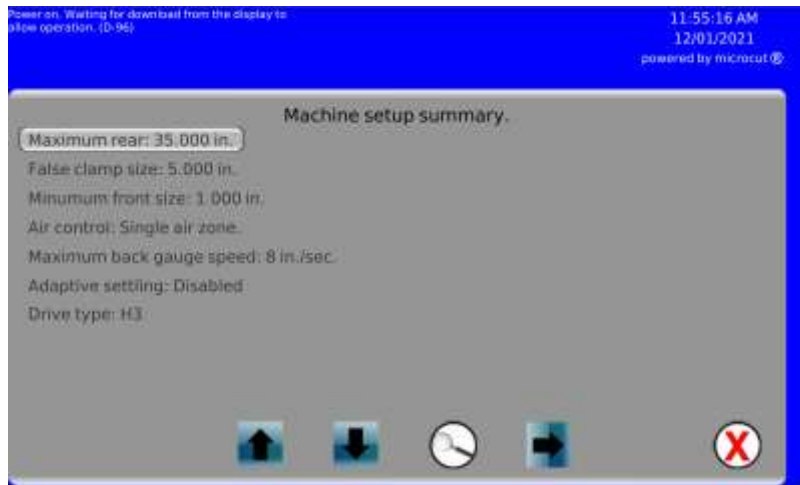 Power on. Waiting for download from the display to
allow operation. (D-96)
11:55:16 AM
12/01/2021
powered by microcut ®
Machine setup summary.
Maximum rear: 35.000 in.
False clamp size: 5.000 in.
Minumum front size: 1.000 in.
Air control: Single air zone.
Maximum back gauge speed: 8 in./sec.
Adaptive settling: Disabled
Drive type: H3
X